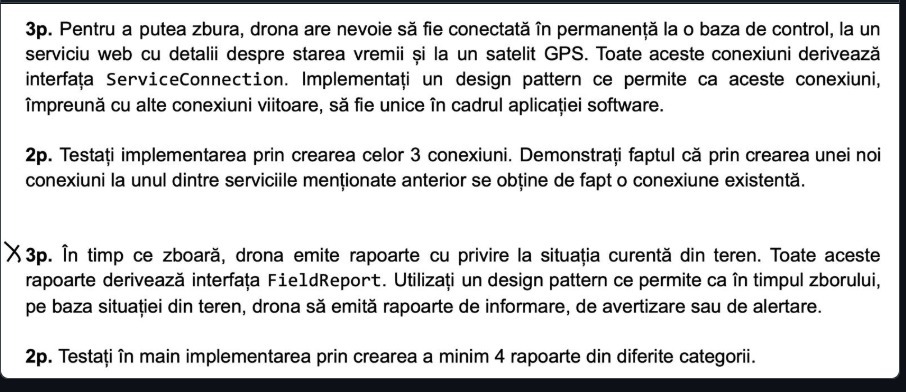 3p. Pentru a putea zbura, drona are nevoie să fie conectată în permanență la o baza de control, la un
serviciu web cu detalii despre starea vremii și la un satelit GPS. Toate aceste conexiuni derivează
interfața ServiceConnection. Implementați un design pattern ce permite ca aceste conexiuni,
împreună cu alte conexiuni viitoare, să fie unice în cadrul aplicației software.
2p. Testați implementarea prin crearea celor 3 conexiuni. Demonstrați faptul că prin crearea unei noi
conexiuni la unul dintre serviciile menționate anterior se obține de fapt o conexiune existentă.
X 3p. În timp ce zboară, drona emite rapoarte cu privire la situația curentă din teren. Toate aceste
rapoarte derivează interfața FieldReport. Utilizați un design pattern ce permite ca în timpul zborului,
pe baza situației din teren, drona să emită rapoarte de informare, de avertizare sau de alertare.
2p. Testați în main implementarea prin crearea a minim 4 rapoarte din diferite categorii.